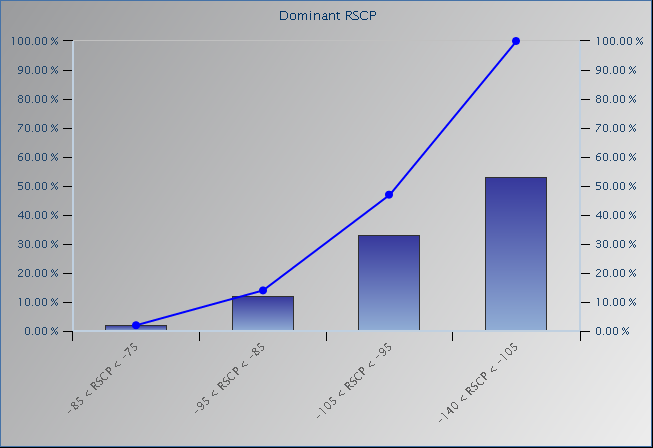 Dominant RSCP
100.00 % 100.00 %
90.00 % 90.00 %
80.00 % 80.00 %
70.00 % 70.00 %
60.00 % 60.00 %
50.00 % 50.00 %
40.00 % 40.00 %
30.00 % 30.00 %
20.00 % 20.00 %
10.00 % 10.00 %
0.00 % 0.00 %
-85 < RSCP < -75
-95 < RSCP < -85
-105 < RSCP < -95
-140 < RSCP < -105